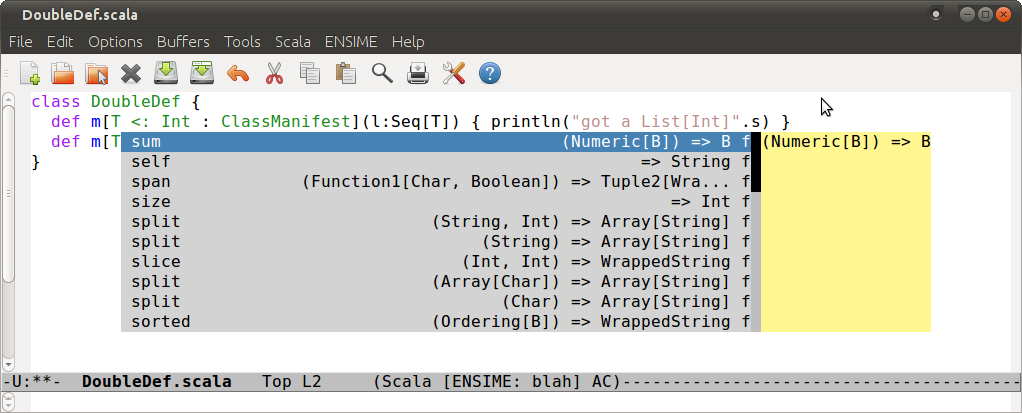 DoubleDef.scala
File Edit Options Buffers Tools Scala ENSIME Help
class DoubleDef {
  def m[T <: Int : ClassManifest](l:Seq[T]) { println("got a List[Int]".s) }
  def m[T
sum (Numeric[B]) => B f (Numeric[B]) => B
self => String f
}
span (Function1[Char, Boolean]) => Tuple2[Wra... f
size => Int f
split (String, Int) => Array[String] f
split (String) => Array[String] f
slice (Int, Int) => WrappedString f
split (Array[Char]) => Array[String] f
split (Char) => Array[String] f
sorted (Ordering[B]) => WrappedString f
-U:**-  DoubleDef.scala   Top L2     (Scala [ENSIME: blah] AC)----------------------------------------